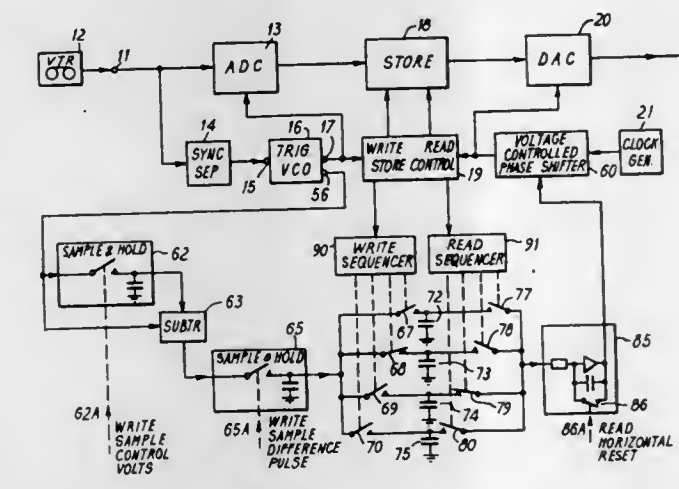 12
VTR
11
13
ADC
18
STORE
20
DAC
14
SYNC SEP
15
16
TRIG VCO
17
56
WRITE READ
STORE CONTROL
19
VOLTAGE CONTROLLED PHASE SHIFTER
60
21
CLOCK GEN.
SAMPLE & HOLD
62
63
SUBTR
65
SAMPLE & HOLD
90
WRITE SEQUENCER
READ SEQUENCER
91
67
68
69
70
72
73
74
75
77
78
79
80
85
86
62A
WRITE SAMPLE CONTROL VOLTS
65A
WRITE SAMPLE DIFFERENCE PULSE
86A
READ HORIZONTAL RESET